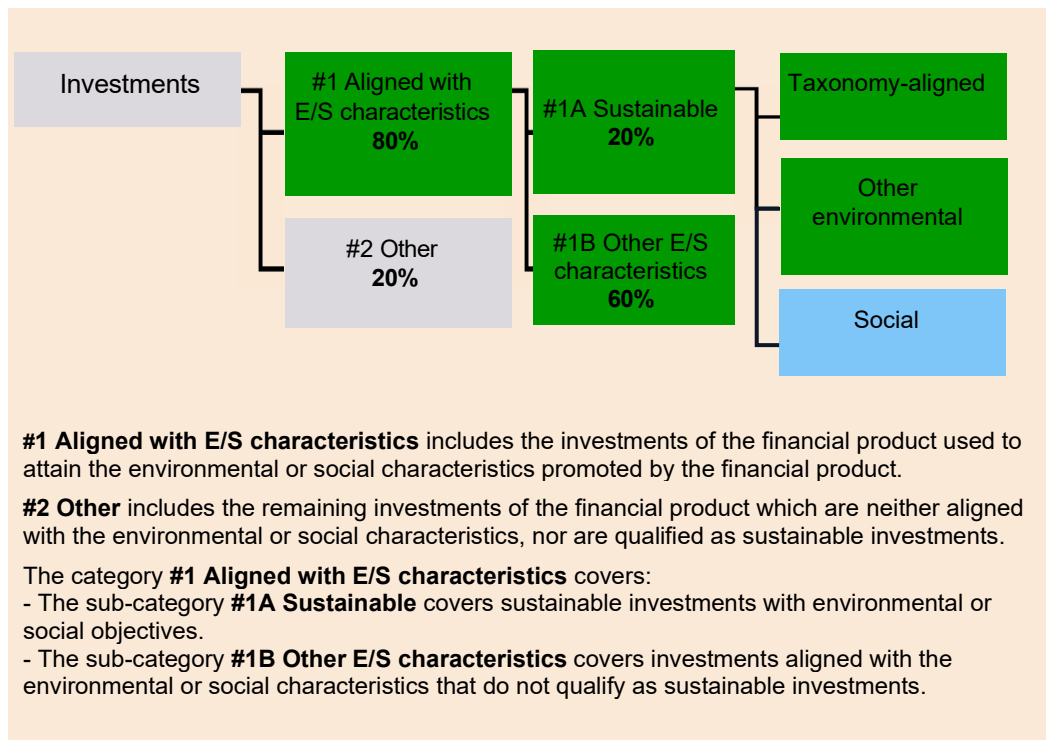 Investments
#1 Aligned with
E/S characteristics
80%
#2 Other
20%
#1A Sustainable
20%
#1B Other E/S
characteristics
60%
Taxonomy-aligned
Other
environmental
Social
#1 Aligned with E/S characteristics includes the investments of the financial product used to
attain the environmental or social characteristics promoted by the financial product.
#2 Other includes the remaining investments of the financial product which are neither aligned
with the environmental or social characteristics, nor are qualified as sustainable investments.
The category #1 Aligned with E/S characteristics covers:
- The sub-category #1A Sustainable covers sustainable investments with environmental or
social objectives.
- The sub-category #1B Other E/S characteristics covers investments aligned with the
environmental or social characteristics that do not qualify as sustainable investments.